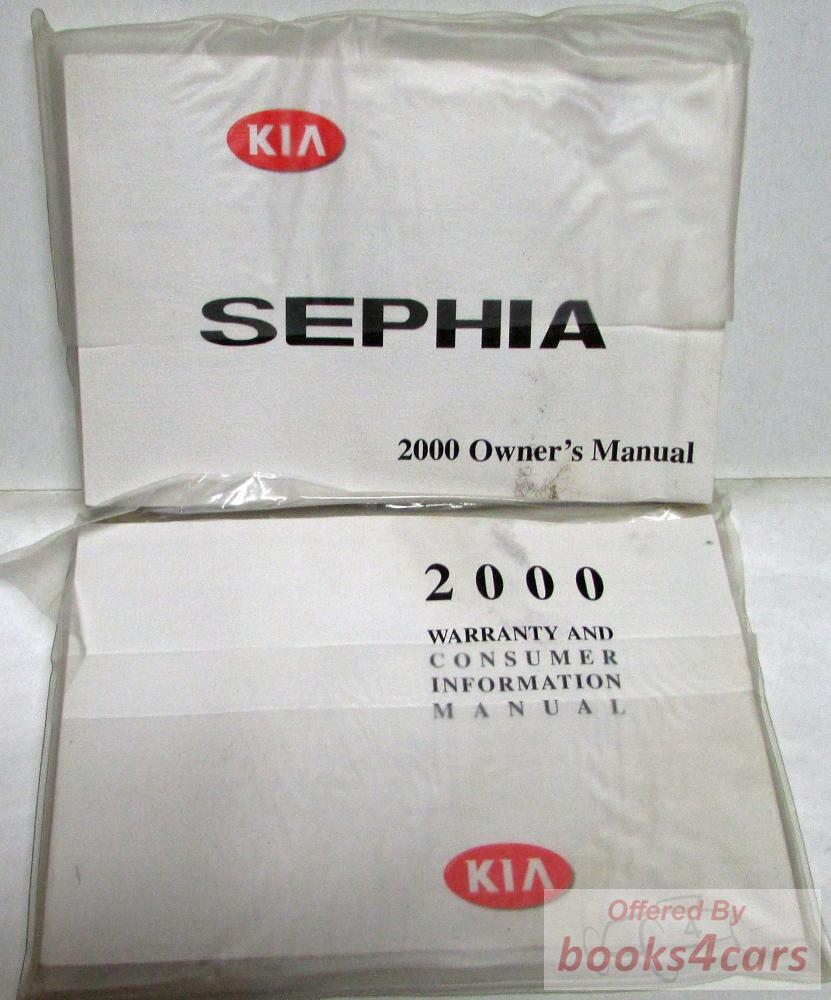 KIA
SEPHIA
2000 Owner's Manual
2000
WARRANTY AND
CONSUMER
INFORMATION
MANUAL
KIA
Offered By
books4cars